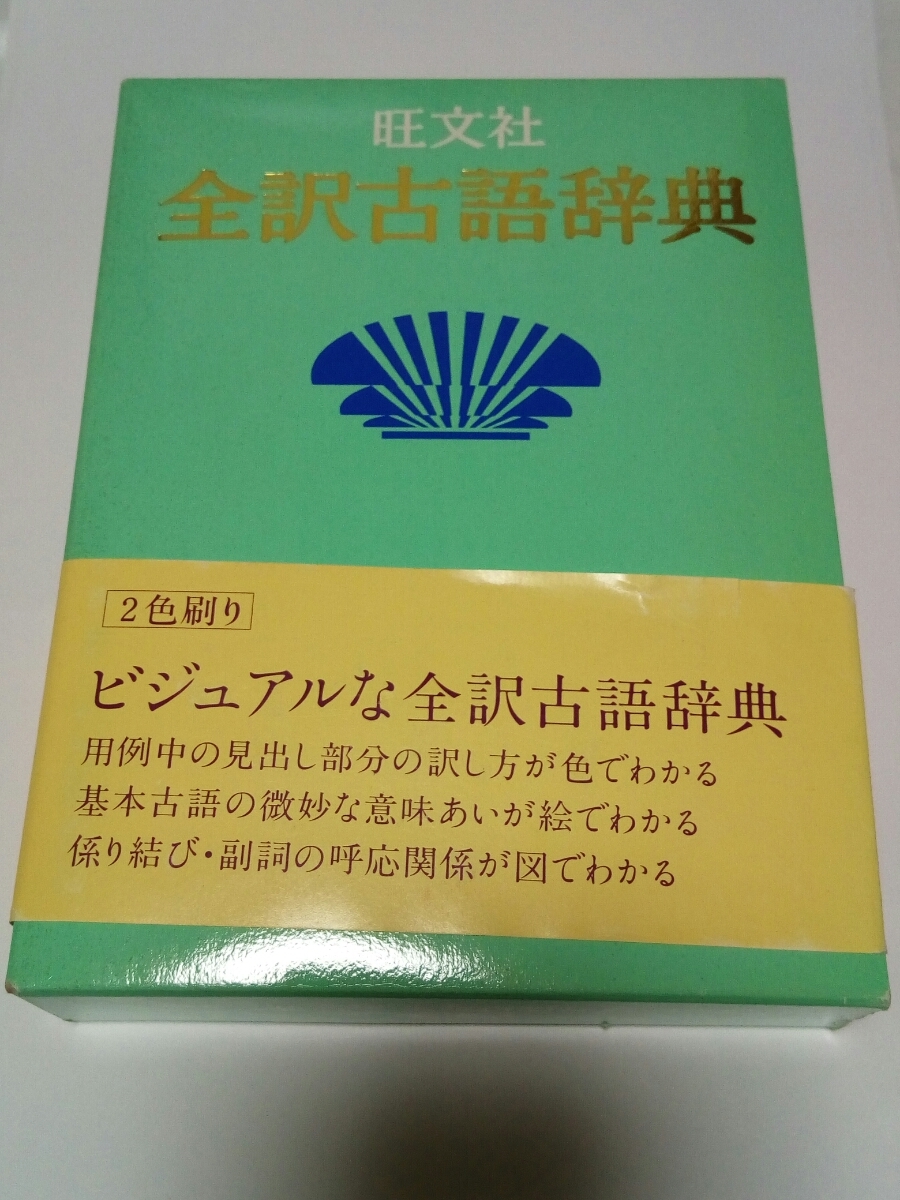 旺文社
全訳古語辞典
2色刷り
ビジュアルな全訳古語辞典
用例中の見出し部分の訳し方が色でわかる
基本古語の微妙な意味あいが絵でわかる
係り結び・副詞の呼応関係が図でわかる